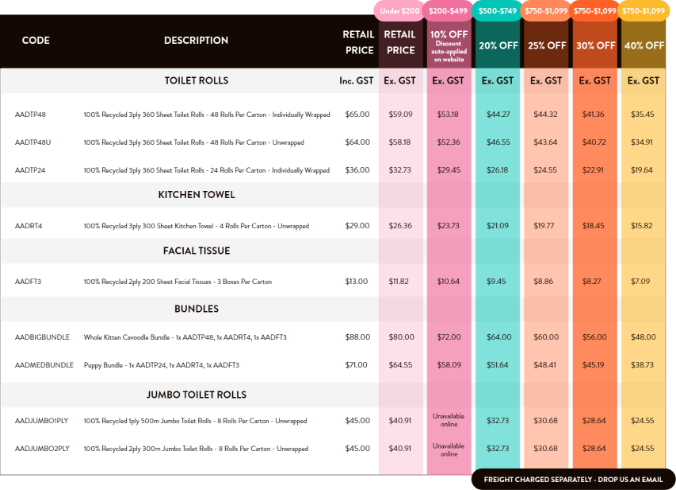 Under $200 $200-$499 $500-$749 $750-$1,099 $750-$1,099 $750-$1,099
CODE DESCRIPTION RETAIL PRICE RETAIL PRICE 10% OFF Discount auto-applied on website 20% OFF 25% OFF 30% OFF 40% OFF
TOILET ROLLS Inc. GST Ex. GST Ex. GST Ex. GST Ex. GST Ex. GST Ex. GST
AADTP48 100% Recycled 3ply 360 Sheet Toilet Rolls - 48 Rolls Per Carton - Individually Wrapped $65.00 $59.09 $53.18 $44.27 $44.32 $41.36 $35.45
AADTP48U 100% Recycled 3ply 360 Sheet Toilet Rolls - 48 Rolls Per Carton - Unwrapped $64.00 $58.18 $52.36 $46.55 $43.64 $40.72 $34.91
AADTP24 100% Recycled 3ply 360 Sheet Toilet Rolls - 24 Rolls Per Carton - Individually Wrapped $36.00 $32.73 $29.45 $26.18 $24.55 $22.91 $19.64
KITCHEN TOWEL
AADRT4 100% Recycled 3ply 300 Sheet Kitchen Towel - 4 Rolls Per Carton - Unwrapped $29.00 $26.36 $23.73 $21.09 $19.77 $18.45 $15.82
FACIAL TISSUE
AADFT3 100% Recycled 2ply 200 Sheet Facial Tissues - 3 Boxes Per Carton $13.00 $11.82 $10.64 $9.45 $8.86 $8.27 $7.09
BUNDLES
AADBIGBUNDLE Whole Kitten Cavoodle Bundle - 1x AADTP48, 1x AADRT4, 1x AADFT3 $88.00 $80.00 $72.00 $64.00 $60.00 $56.00 $48.00
AADMEDBUNDLE Puppy Bundle - 1x AADTP24, 1x AADRT4, 1x AADFT3 $71.00 $64.55 $58.09 $51.64 $48.41 $45.19 $38.73
JUMBO TOILET ROLLS
AADJUMBO1PLY 100% Recycled 1ply 500m Jumbo Toilet Rolls - 8 Rolls Per Carton - Unwrapped $45.00 $40.91 Unavailable online $32.73 $30.68 $28.64 $24.55
AADJUMBO2PLY 100% Recycled 2ply 300m Jumbo Toilet Rolls - 8 Rolls Per Carton - Unwrapped $45.00 $40.91 Unavailable online $32.73 $30.68 $28.64 $24.55
FREIGHT CHARGED SEPARATELY - DROP US AN EMAIL